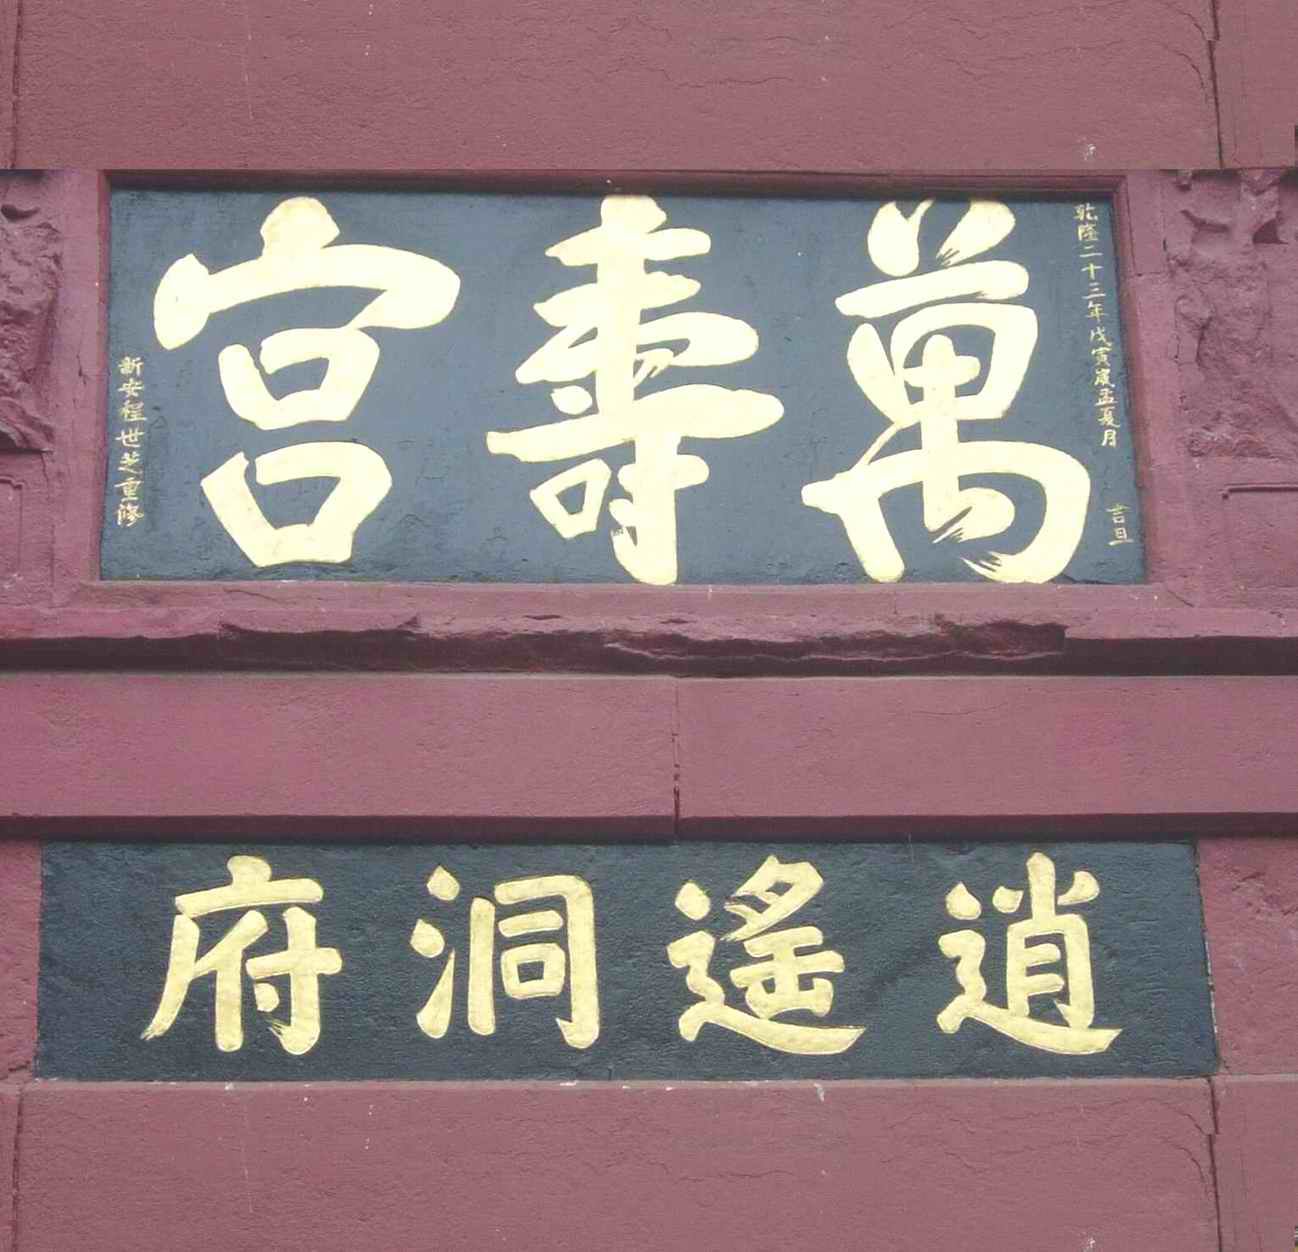 萬壽宮
乾隆二十三年戊寅歲孟夏月
吉旦
新安程世芝重修
逍遙洞府